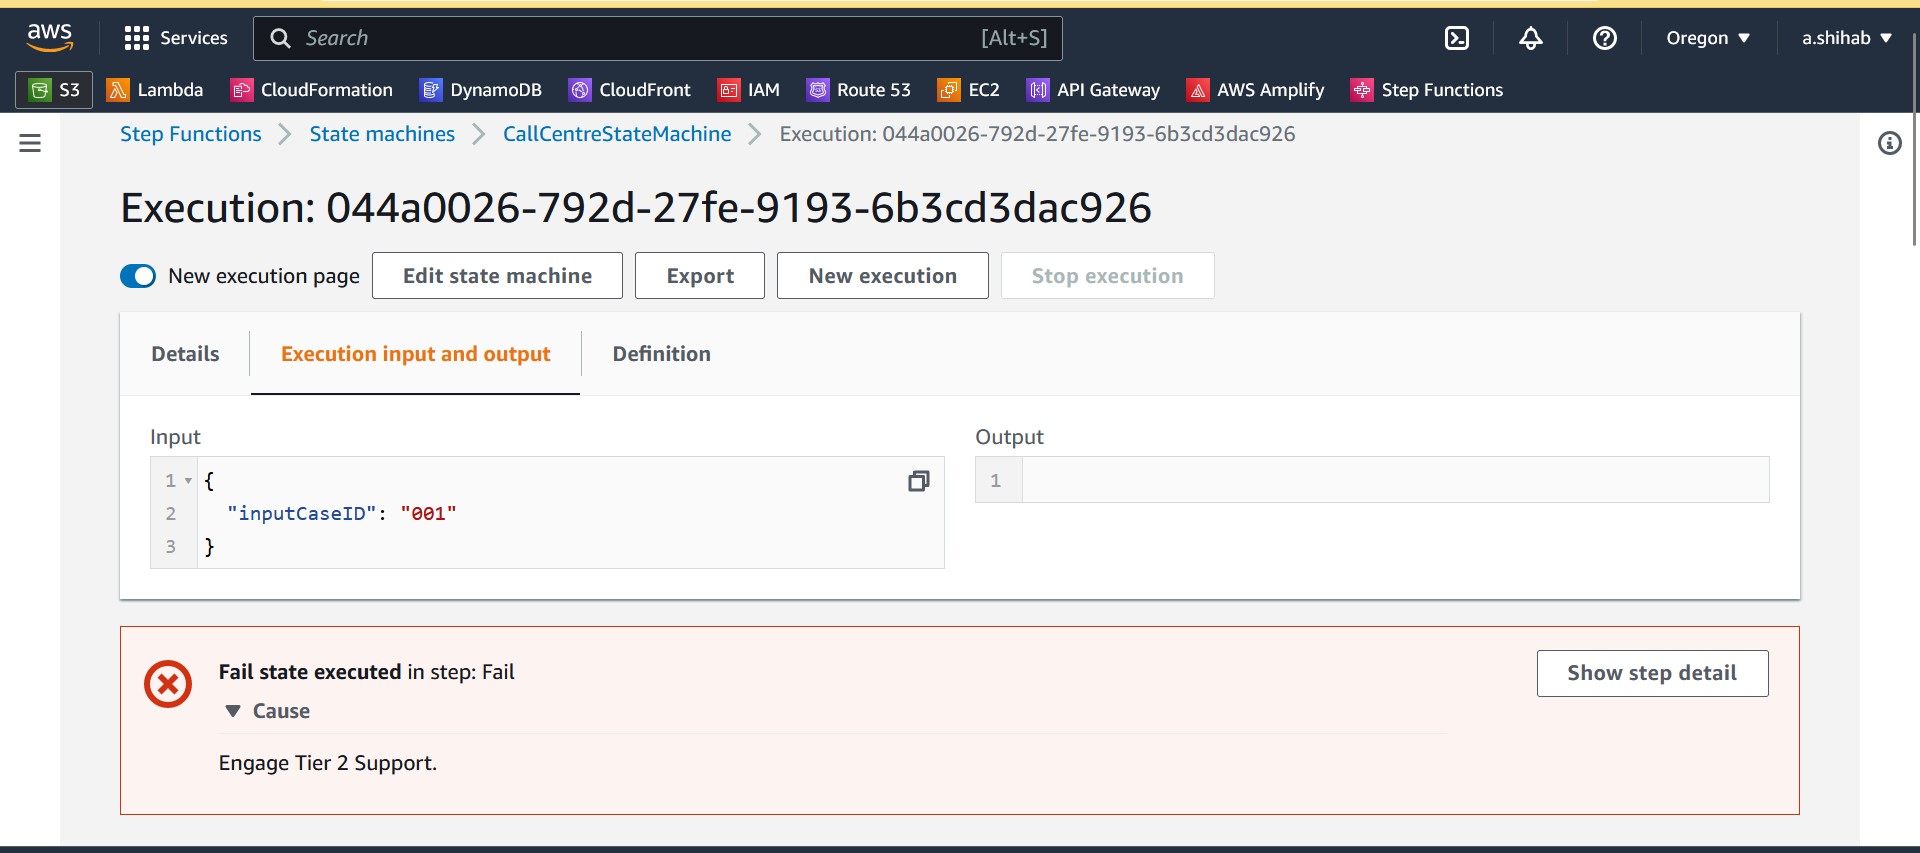 aws Services Search [Alt+S] Oregon a.shihab
S3 Lambda CloudFormation DynamoDB CloudFront IAM Route 53 EC2 API Gateway AWS Amplify Step Functions
Step Functions State machines CallCentreStateMachine Execution: 044a0026-792d-27fe-9193-6b3cd3dac926
Execution: 044a0026-792d-27fe-9193-6b3cd3dac926
New execution page Edit state machine Export New execution Stop execution
Details Execution input and output Definition
Input
1 {
2 "inputCaseID": "001"
3 }
Output
1
Fail state executed in step: Fail
Show step detail
Cause
Engage Tier 2 Support.